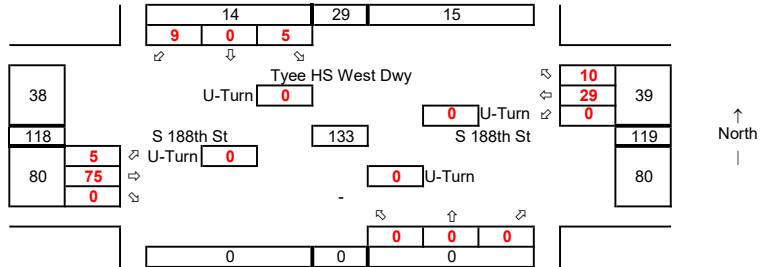 14 29 15
9 0 5
⬃ ⇩ ⬂
Tyee HS West Dwy
⬁ 10
38 U-Turn 0 ⇦ 29 39
0 U-Turn ⬃ 0
↑
118 S 188th St 133 S 188th St 119 North
5 ⬀ U-Turn 0 |
80 75 ⇨ 0 U-Turn 80
0 ⬂ -
⬁ ⇧ ⬀
0 0 0
0 0 0